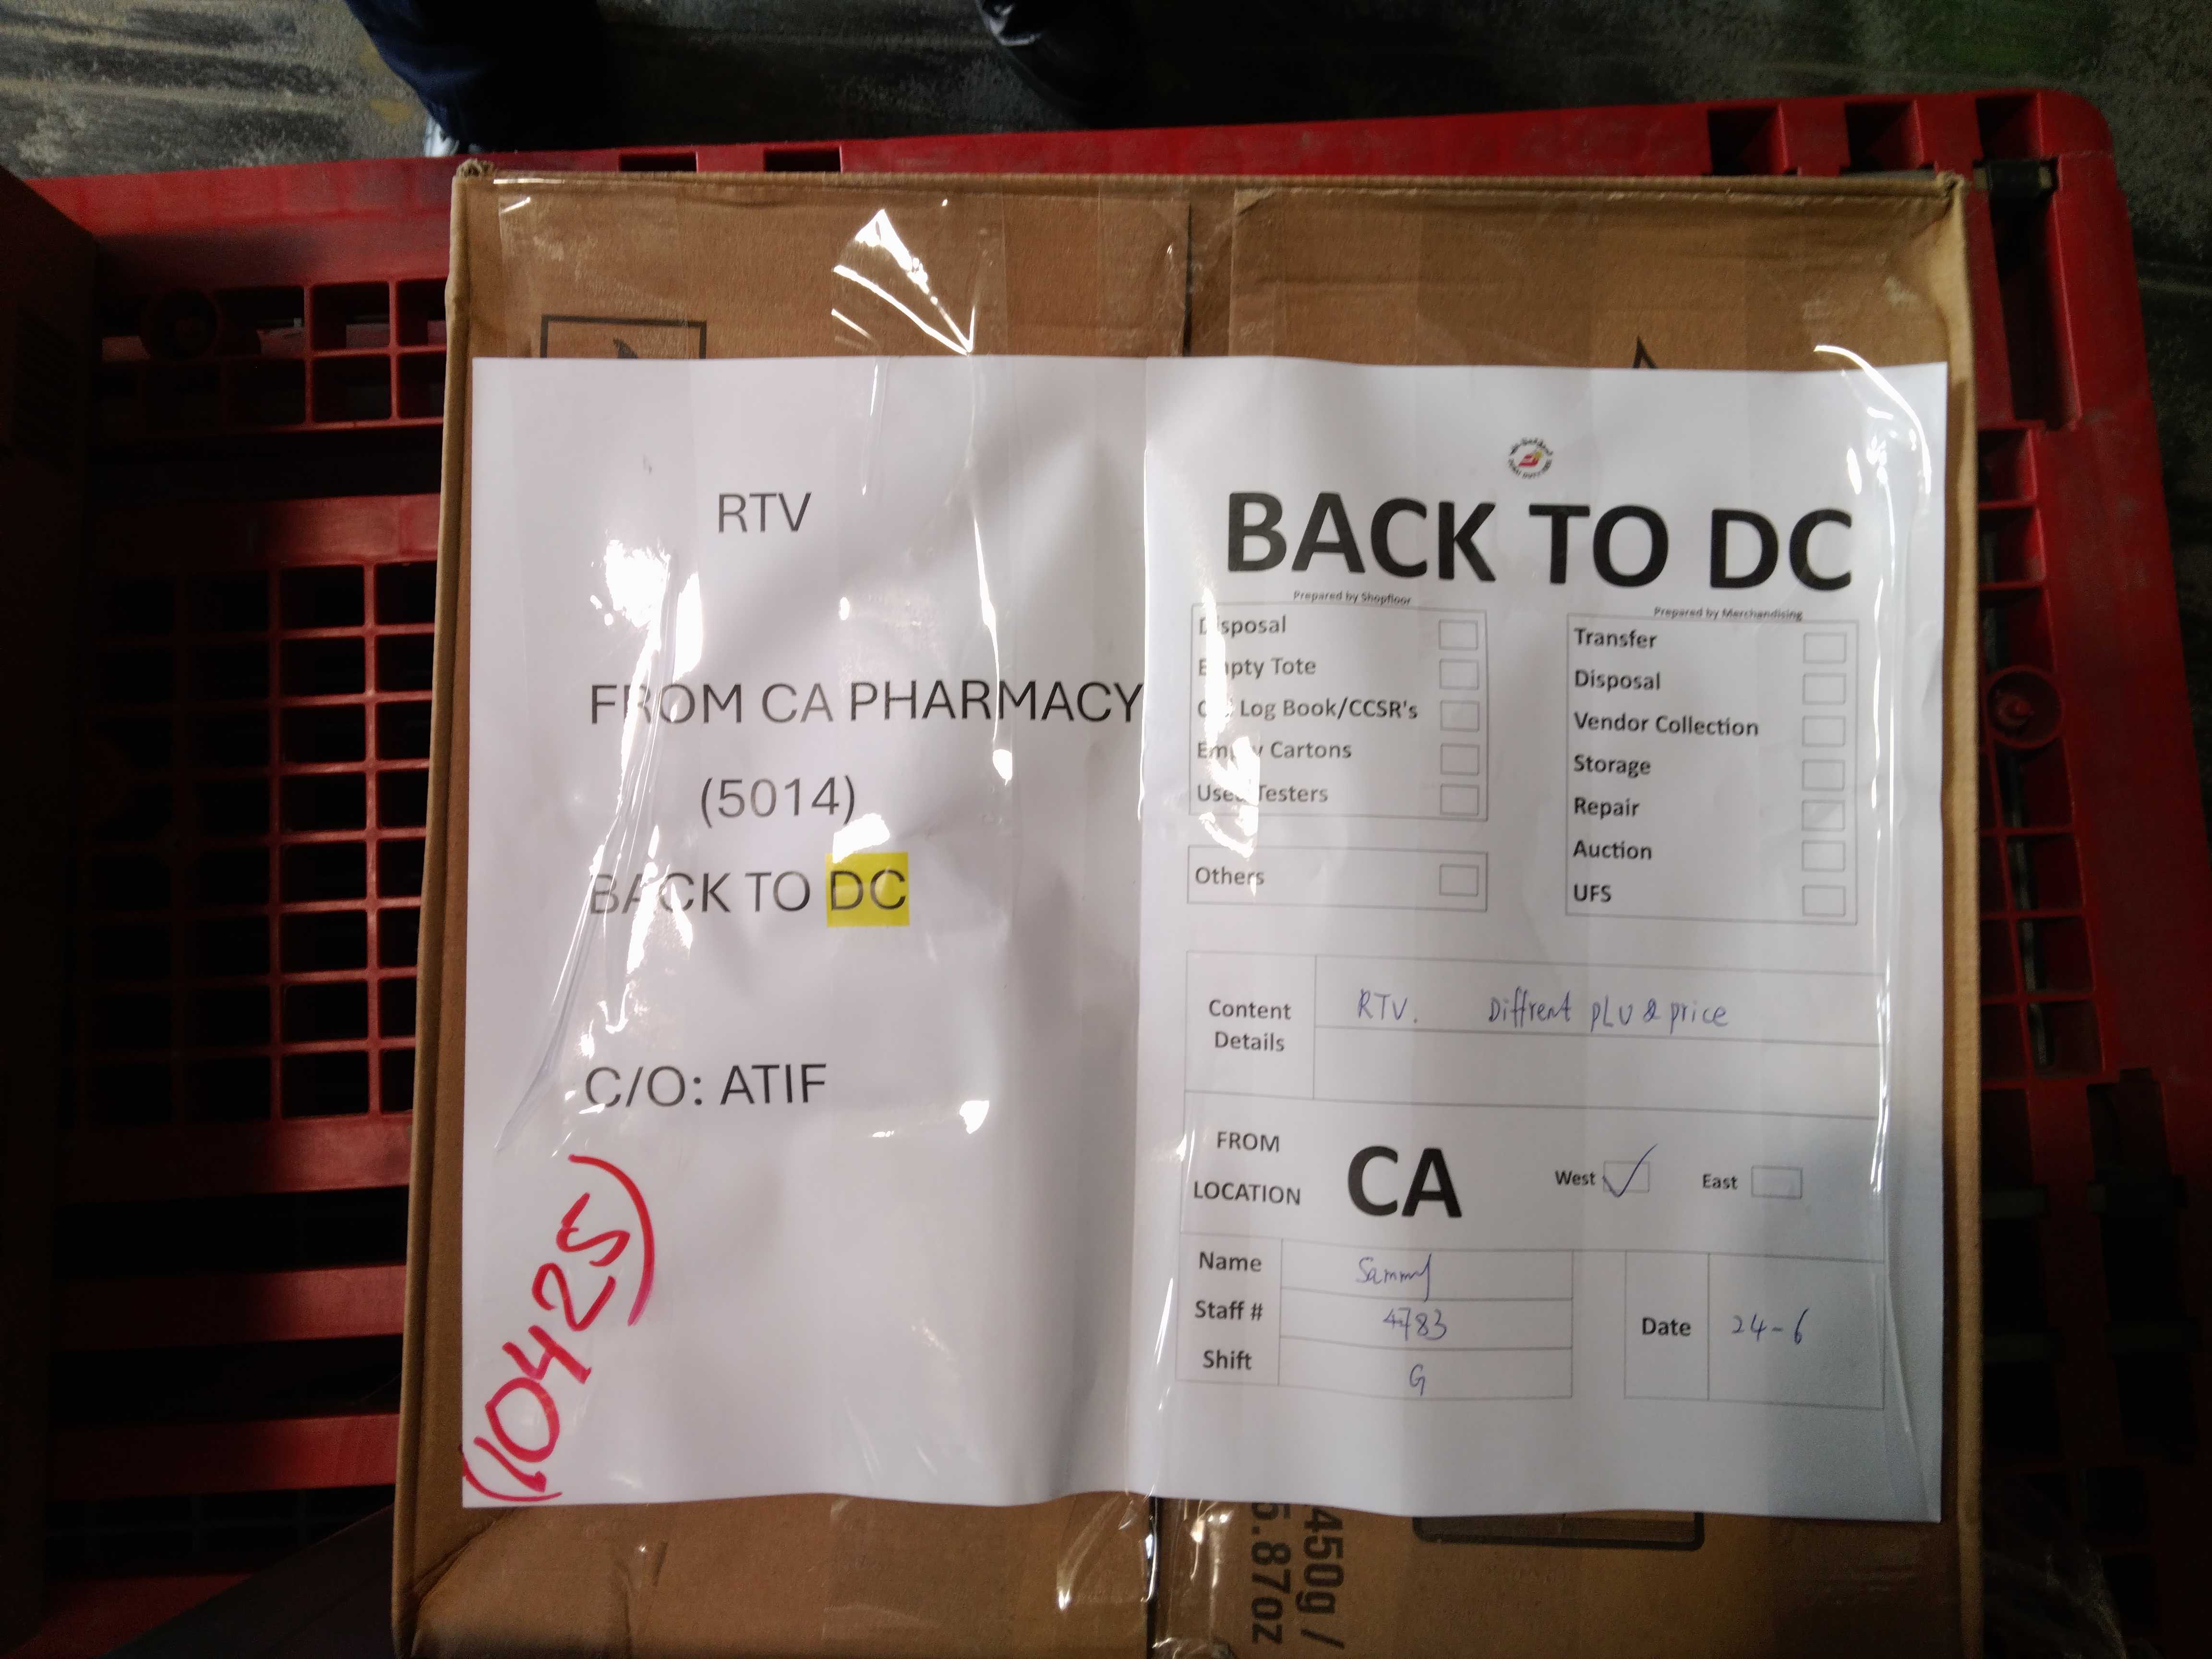 RTV
FROM CA PHARMACY
(5014)
BACK TO DC
C/O: ATIF
(10425)
BACK TO DC
Prepared by Shopfloor
Disposal
Empty Tote
Log Book/CCSR's
Empty Cartons
Used Testers
Others
Prepared by Merchandising
Transfer
Disposal
Vendor Collection
Storage
Repair
Auction
UFS
Content Details
RTV. Diffrent PLU & price
FROM LOCATION
CA
West
East
Name Sammy
Staff # 4783
Shift G
Date 24-6
450g /
5.87oz